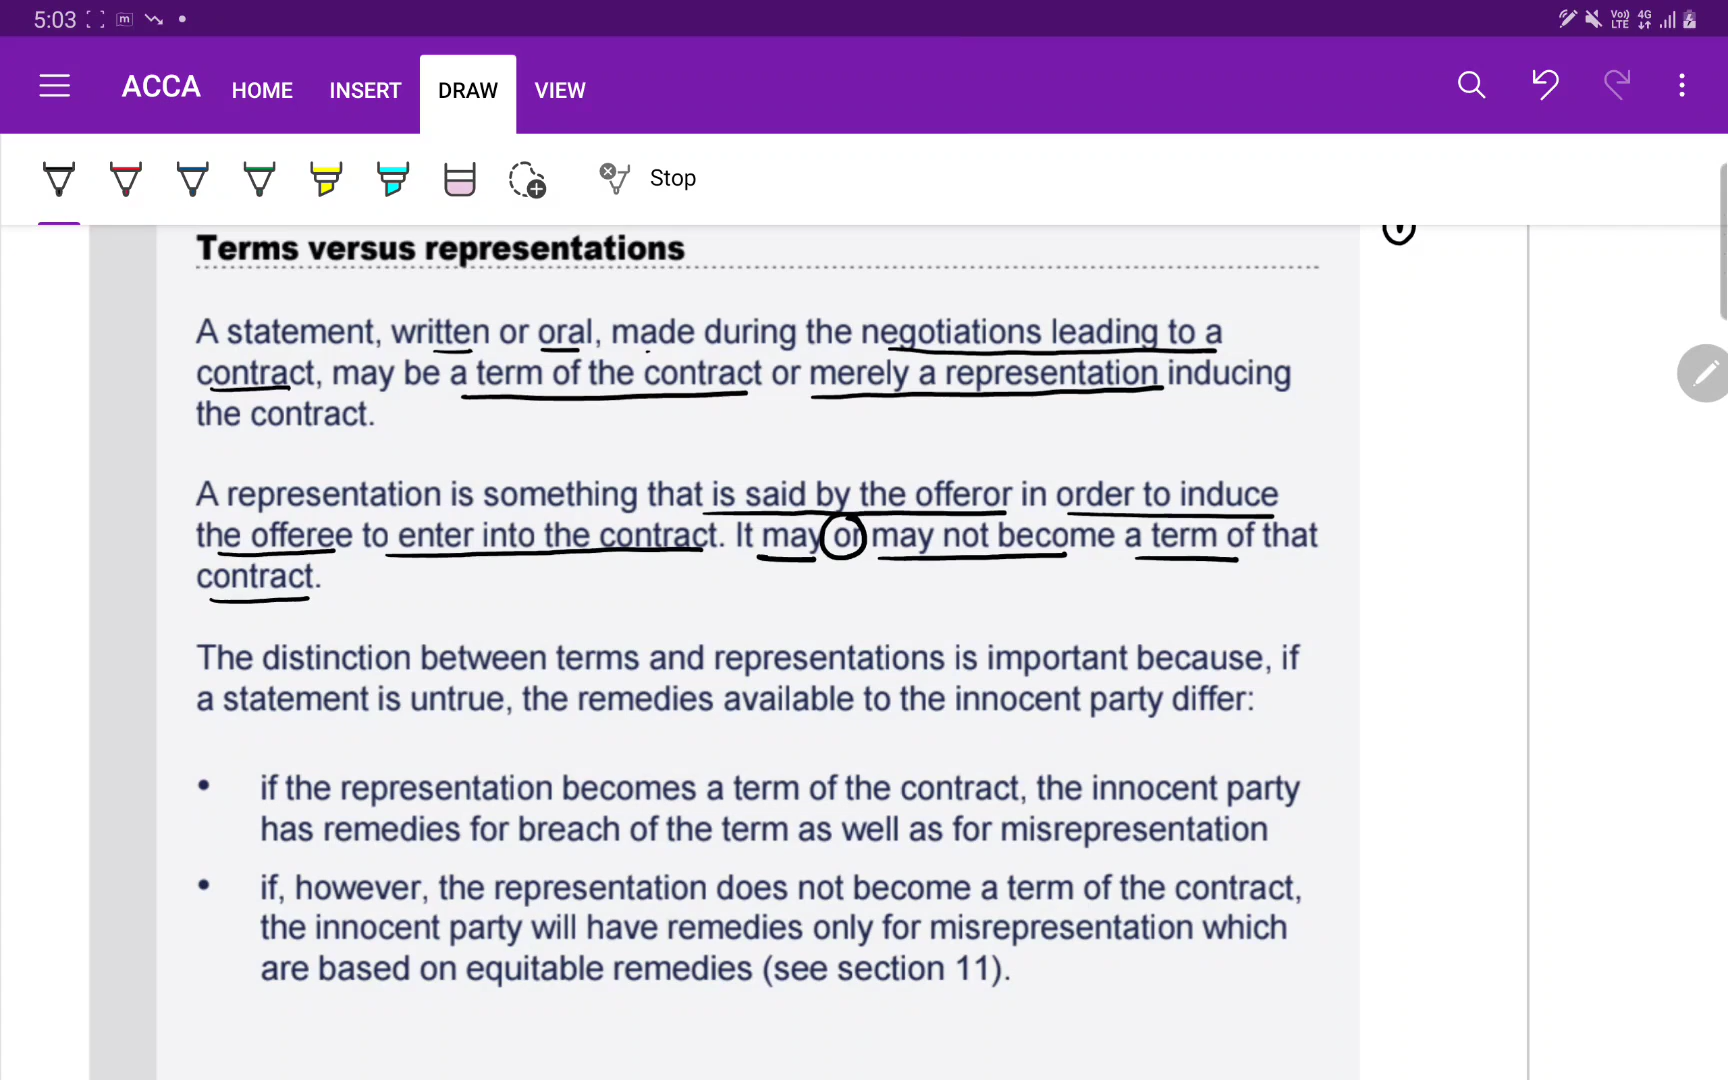 5:03
Vo)) LTE 4G
ACCA HOME INSERT DRAW VIEW
Stop
Terms versus representations
A statement, written or oral, made during the negotiations leading to a
contract, may be a term of the contract or merely a representation inducing
the contract.
A representation is something that is said by the offeror in order to induce
the offeree to enter into the contract. It may or may not become a term of that
contract.
The distinction between terms and representations is important because, if
a statement is untrue, the remedies available to the innocent party differ:
• if the representation becomes a term of the contract, the innocent party
has remedies for breach of the term as well as for misrepresentation
• if, however, the representation does not become a term of the contract,
the innocent party will have remedies only for misrepresentation which
are based on equitable remedies (see section 11).